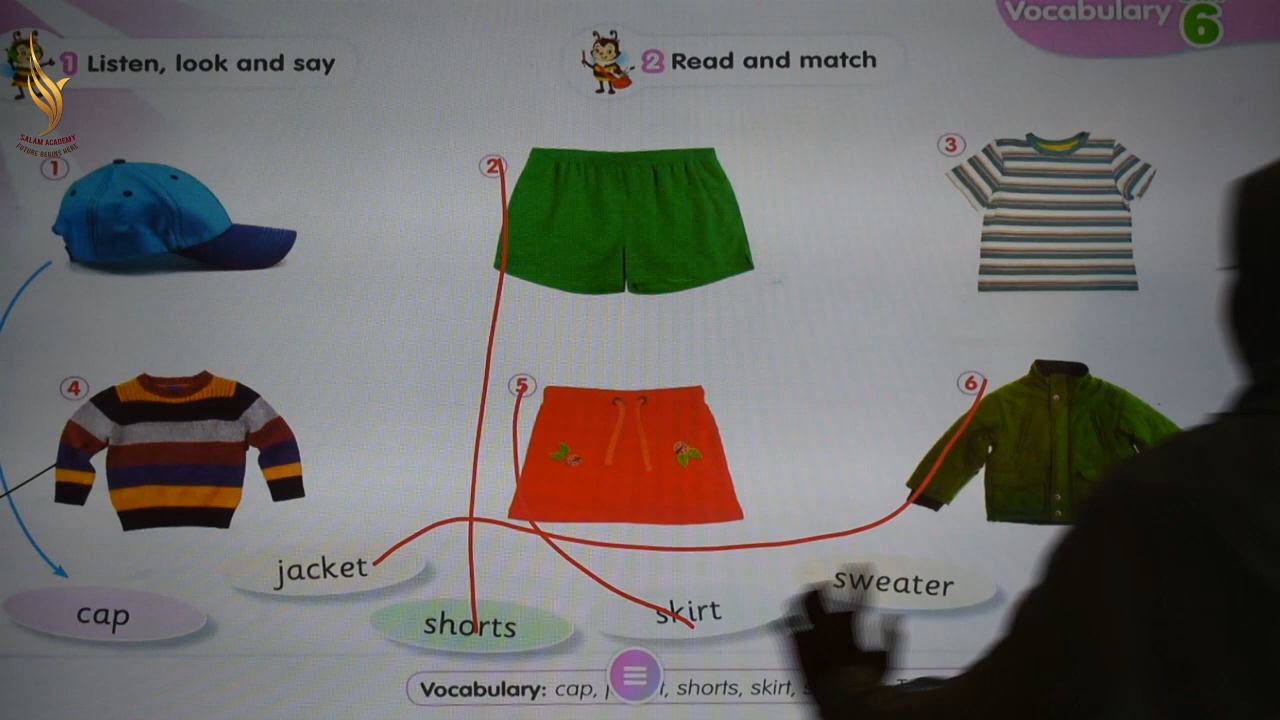 Vocabulary 6
1 Listen, look and say
2 Read and match
SALAM ACADEMY
FUTURE BEGINS HERE
1
2
3
4
5
6
jacket
sweater
cap
shorts
skirt
Vocabulary: cap, shorts, skirt,